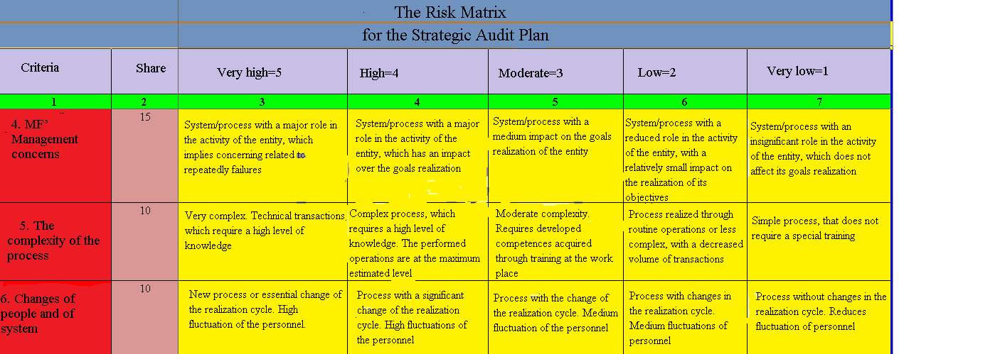 The Risk Matrix
for the Strategic Audit Plan
Criteria
Share
Very high=5
High=4
Moderate=3
Low=2
Very low=1
1
2
3
4
5
6
7
4. MF’
Management
concerns
15
System/process with a major role in
the activity of the entity, which
implies concerning related to
repeatedly failures
System/process with a major
role in the activity of the
entity, which has an impact
over the goals realization
System/process with a
medium impact on the goals
realization of the entity
System/process with a
reduced role in the activity
of the entity, with a
relatively small impact on
the realization of its
objectives
System/process with an
insignificant role in the activity
of the entity, which does not
affect its goals realization
5. The
complexity of the
process
10
Very complex. Technical transactions
which require a high level of
knowledge
Complex process, which
requires a high level of
knowledge. The performed
operations are at the maximum
estimated level
Moderate complexity.
Requires developed
competences acquired
through training at the work
place
Process realized through
routine operations or less
complex, with a decreased
volume of transactions
Simple process, that does not
require a special training
6. Changes of
people and of
system
10
New process or essential change of
the realization cycle. High
fluctuation of the personnel.
Process with a significant
change of the realization
cycle. High fluctuations of
the personnel
Process with the change of
the realization cycle. Medium
fluctuation of the personnel
Process with changes in
the realization cycle.
Medium fluctuations of
personnel
Process without changes in the
realization cycle. Reduces
fluctuation of personnel